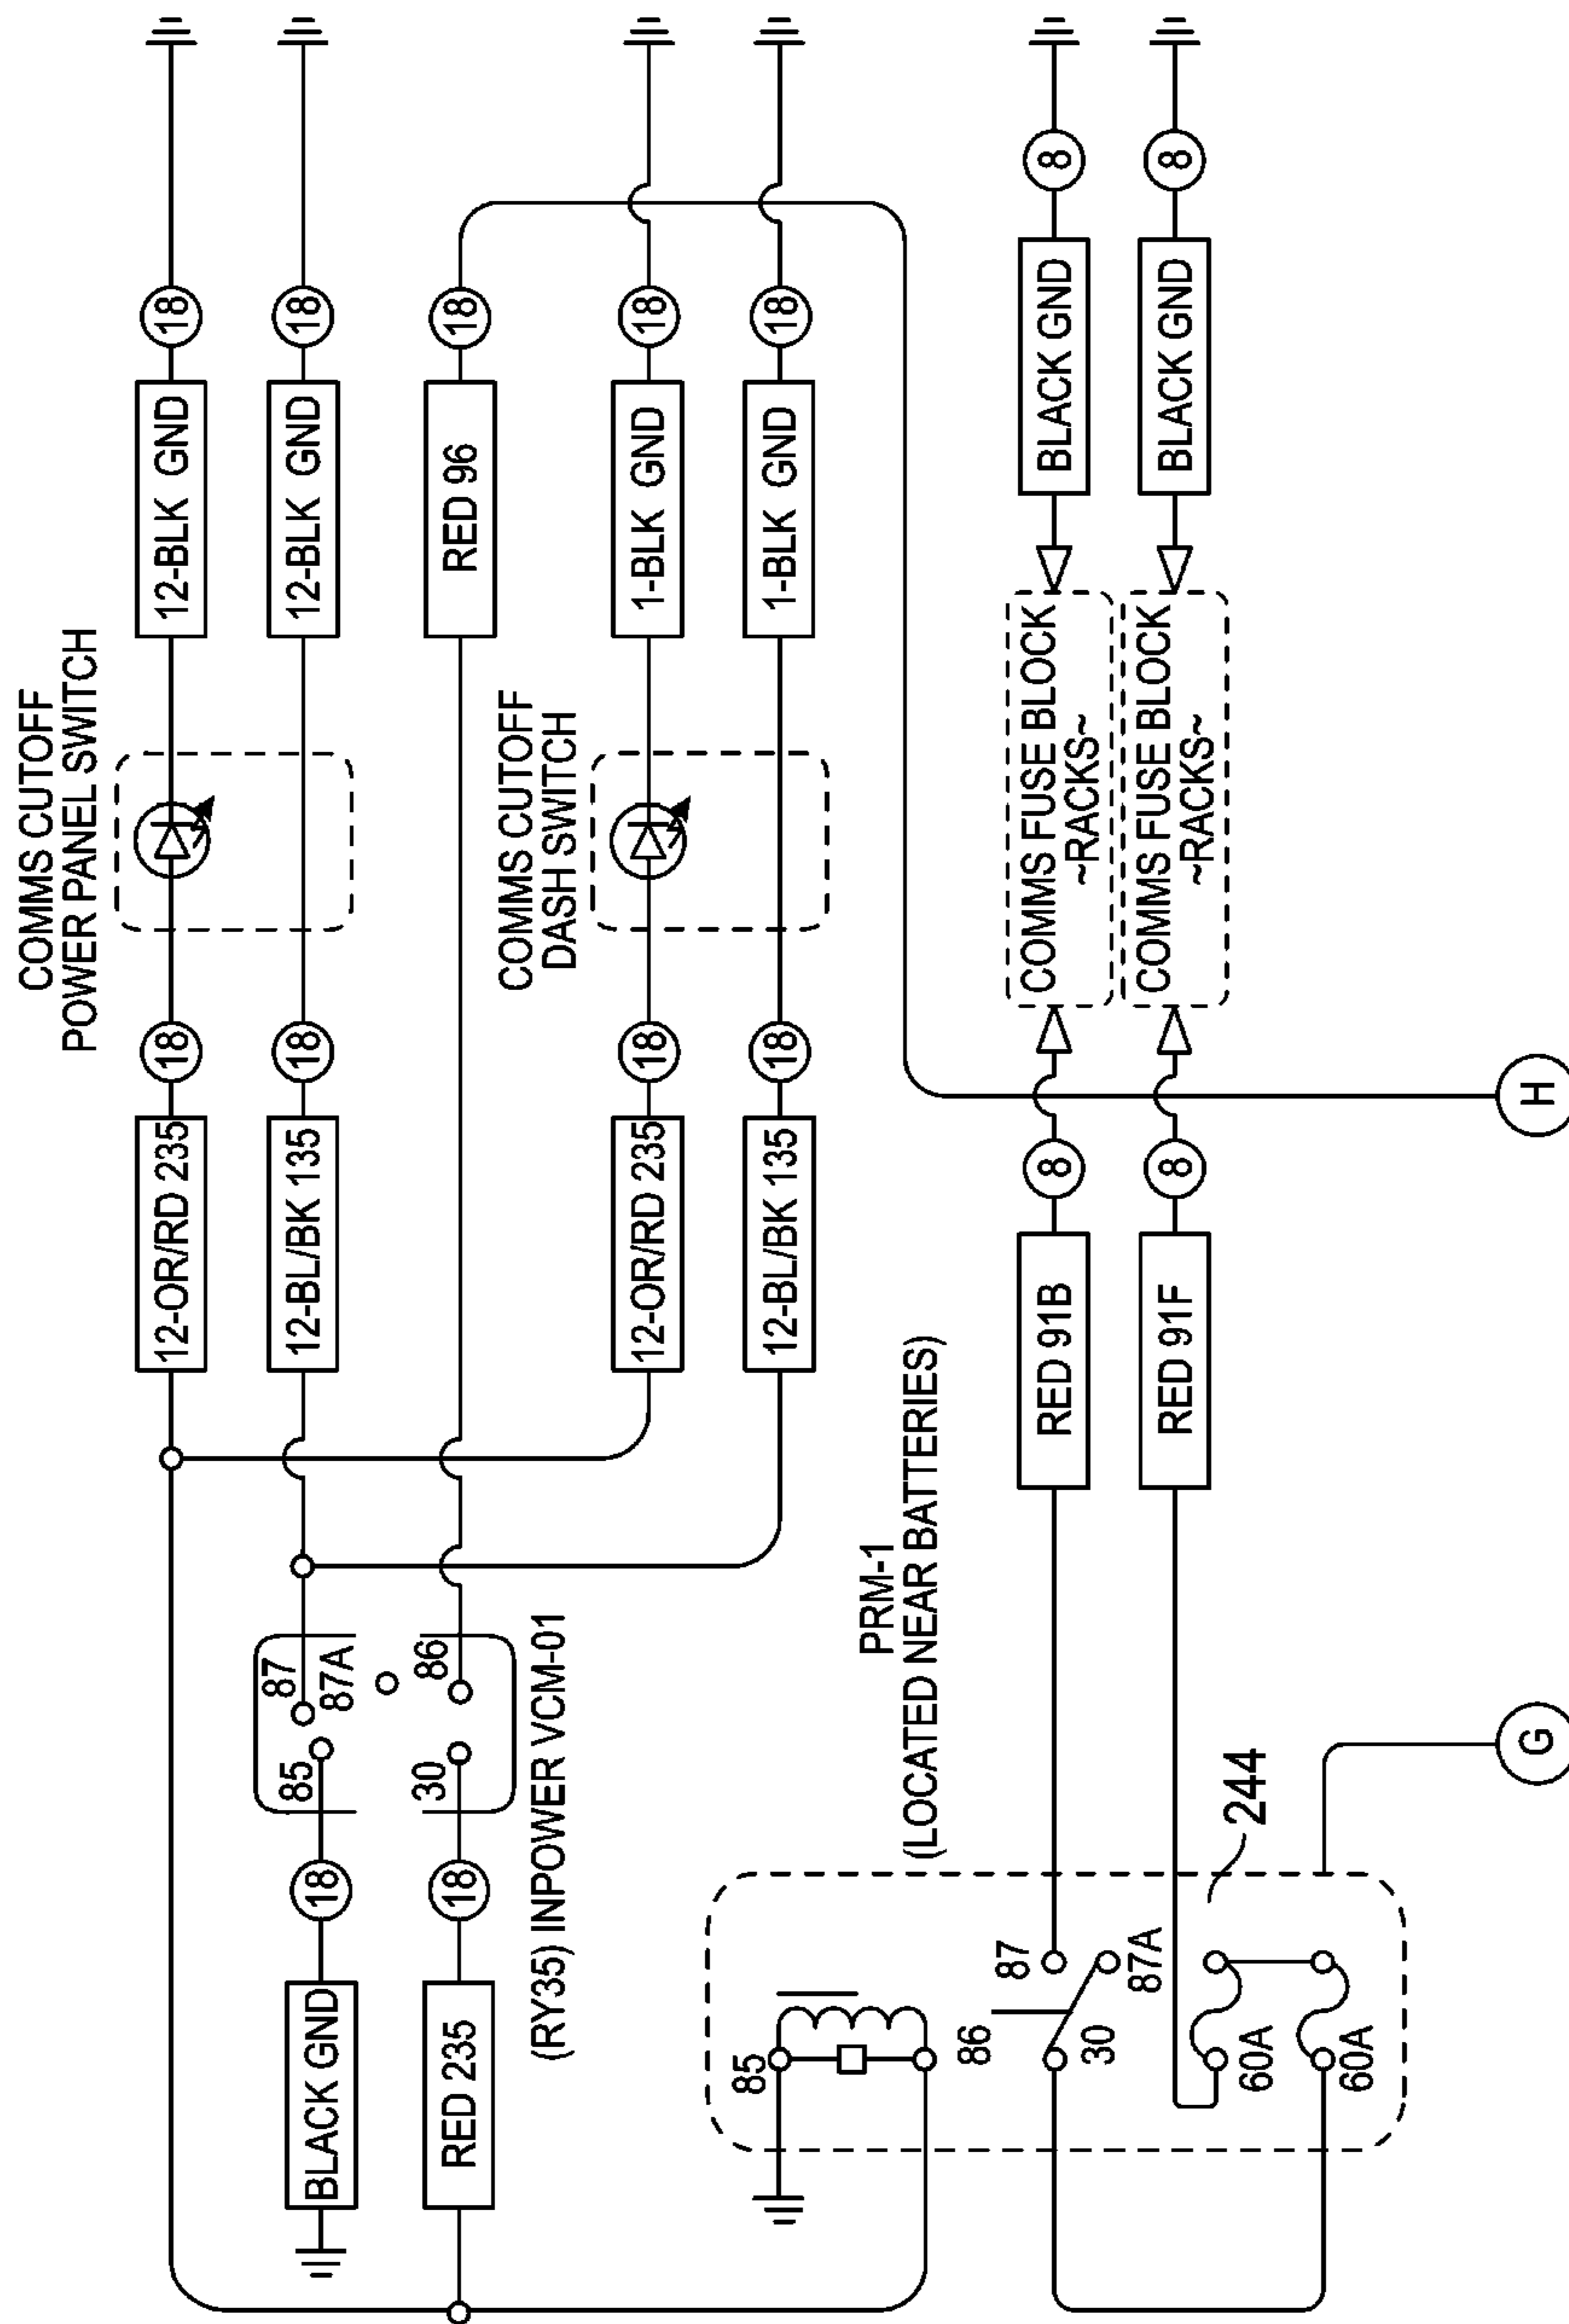 COMMS CUTOFF
POWER PANEL SWITCH
12-OR/RD 235
18
12-BLK GND
18
12-BL/BK 135
18
12-BLK GND
18
BLACK GND
18
85
87
87A
RED 235
18
30
86
RED 96
18
(RY35) INPOWER VCM-01
COMMS CUTOFF
DASH SWITCH
12-OR/RD 235
18
1-BLK GND
18
12-BL/BK 135
18
1-BLK GND
18
PRM-1
(LOCATED NEAR BATTERIES)
85
86
87
30
87A
60A
60A
244
RED 91B
8
COMMS FUSE BLOCK
~RACKS~
BLACK GND
8
RED 91F
8
COMMS FUSE BLOCK
~RACKS~
BLACK GND
8
G
H